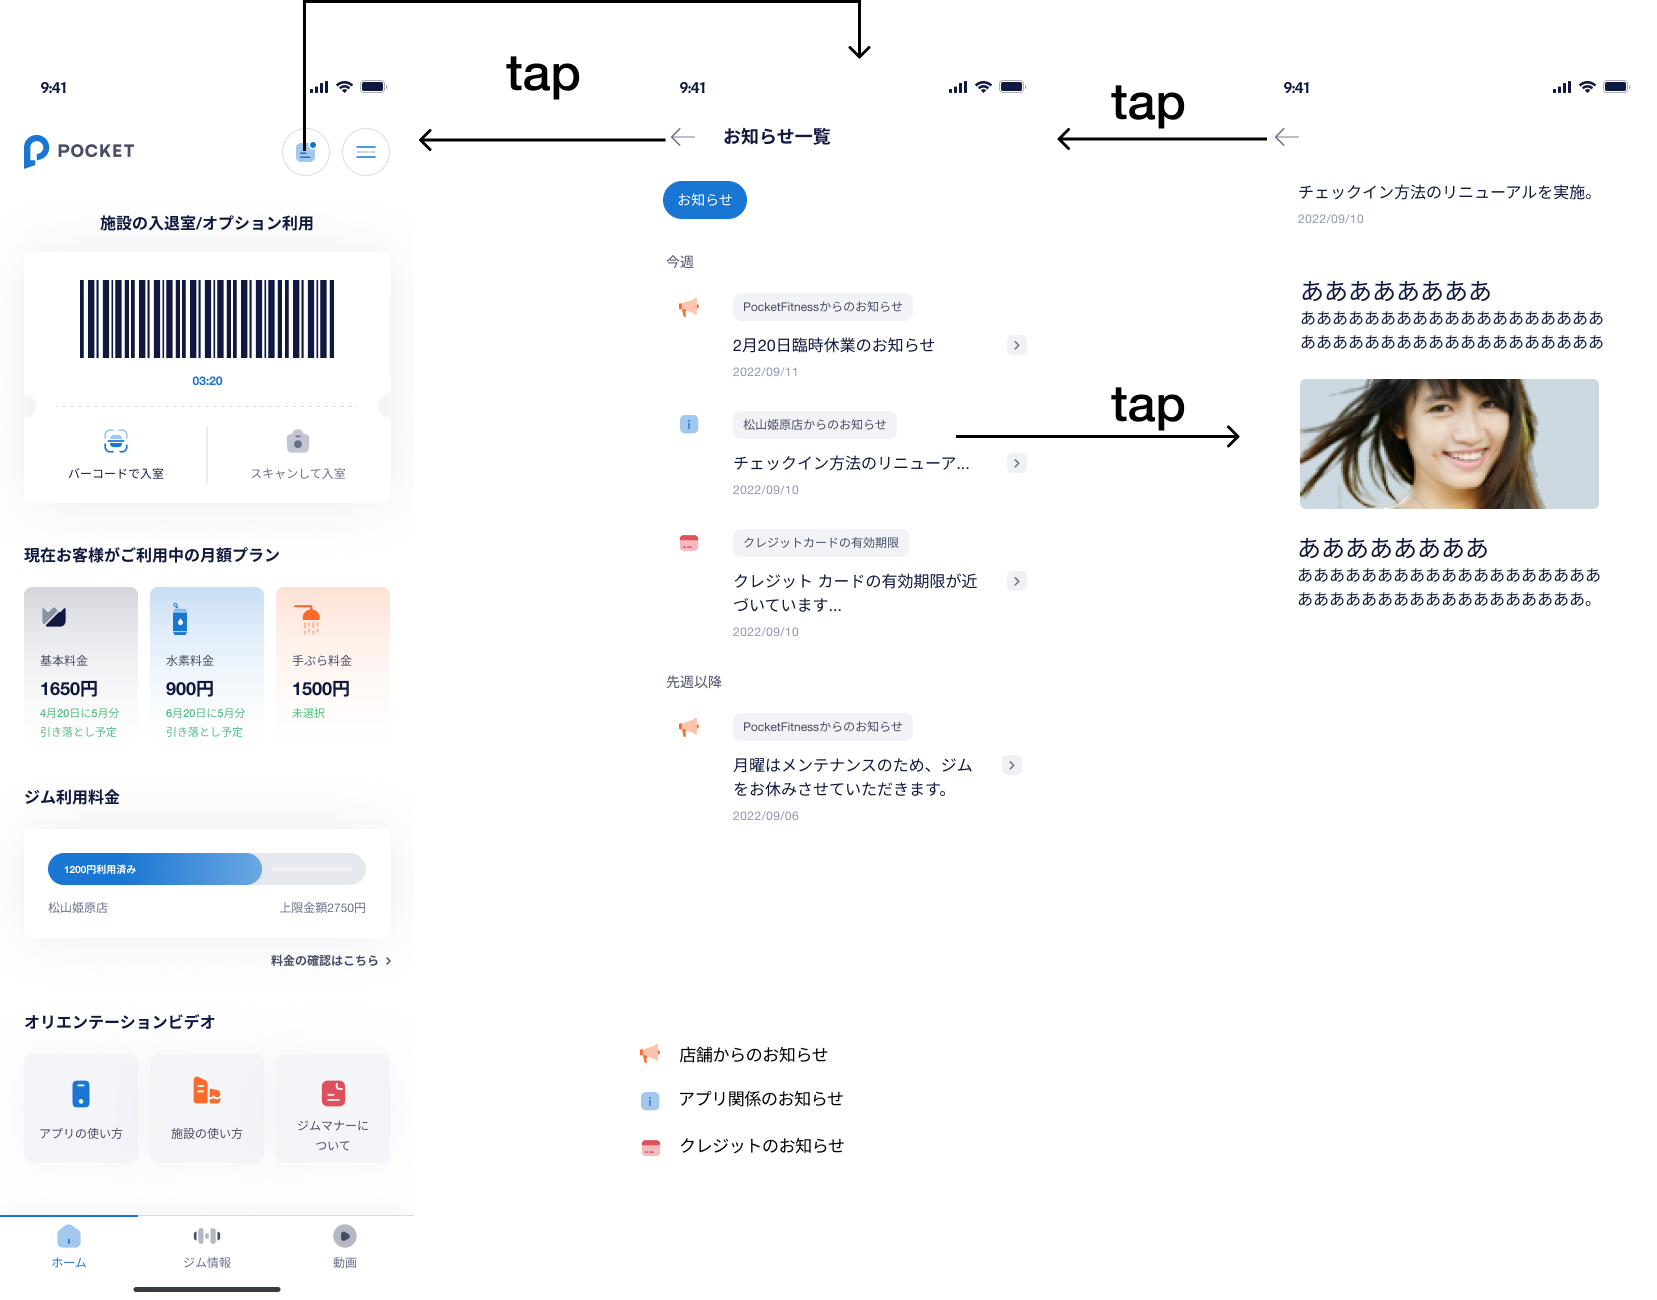 9:41
POCKET
施設の入退室/オプション利用
03:20
バーコードで入室
スキャンして入室
現在お客様がご利用中の月額プラン
基本料金
1650円
4月20日に5月分
引き落とし予定
水素料金
900円
6月20日に5月分
引き落とし予定
手ぶら料金
1500円
未選択
ジム利用料金
1200円利用済み
松山姫原店
上限金額2750円
料金の確認はこちら
オリエンテーションビデオ
アプリの使い方
施設の使い方
ジムマナーに
ついて
ホーム
ジム情報
動画
tap
9:41
お知らせ一覧
お知らせ
今週
PocketFitnessからのお知らせ
2月20日臨時休業のお知らせ
2022/09/11
松山姫原店からのお知らせ
チェックイン方法のリニューア...
2022/09/10
クレジットカードの有効期限
クレジット カードの有効期限が近
づいています...
2022/09/10
先週以降
PocketFitnessからのお知らせ
月曜はメンテナンスのため、ジム
をお休みさせていただきます。
2022/09/06
店舗からのお知らせ
アプリ関係のお知らせ
クレジットのお知らせ
tap
tap
9:41
チェックイン方法のリニューアルを実施。
2022/09/10
ああああああああ
あああああああああああああああああああ
あああああああああああああああああああ
ああああああああ
あああああああああああああああああああ
ああああああああああああああああああ。